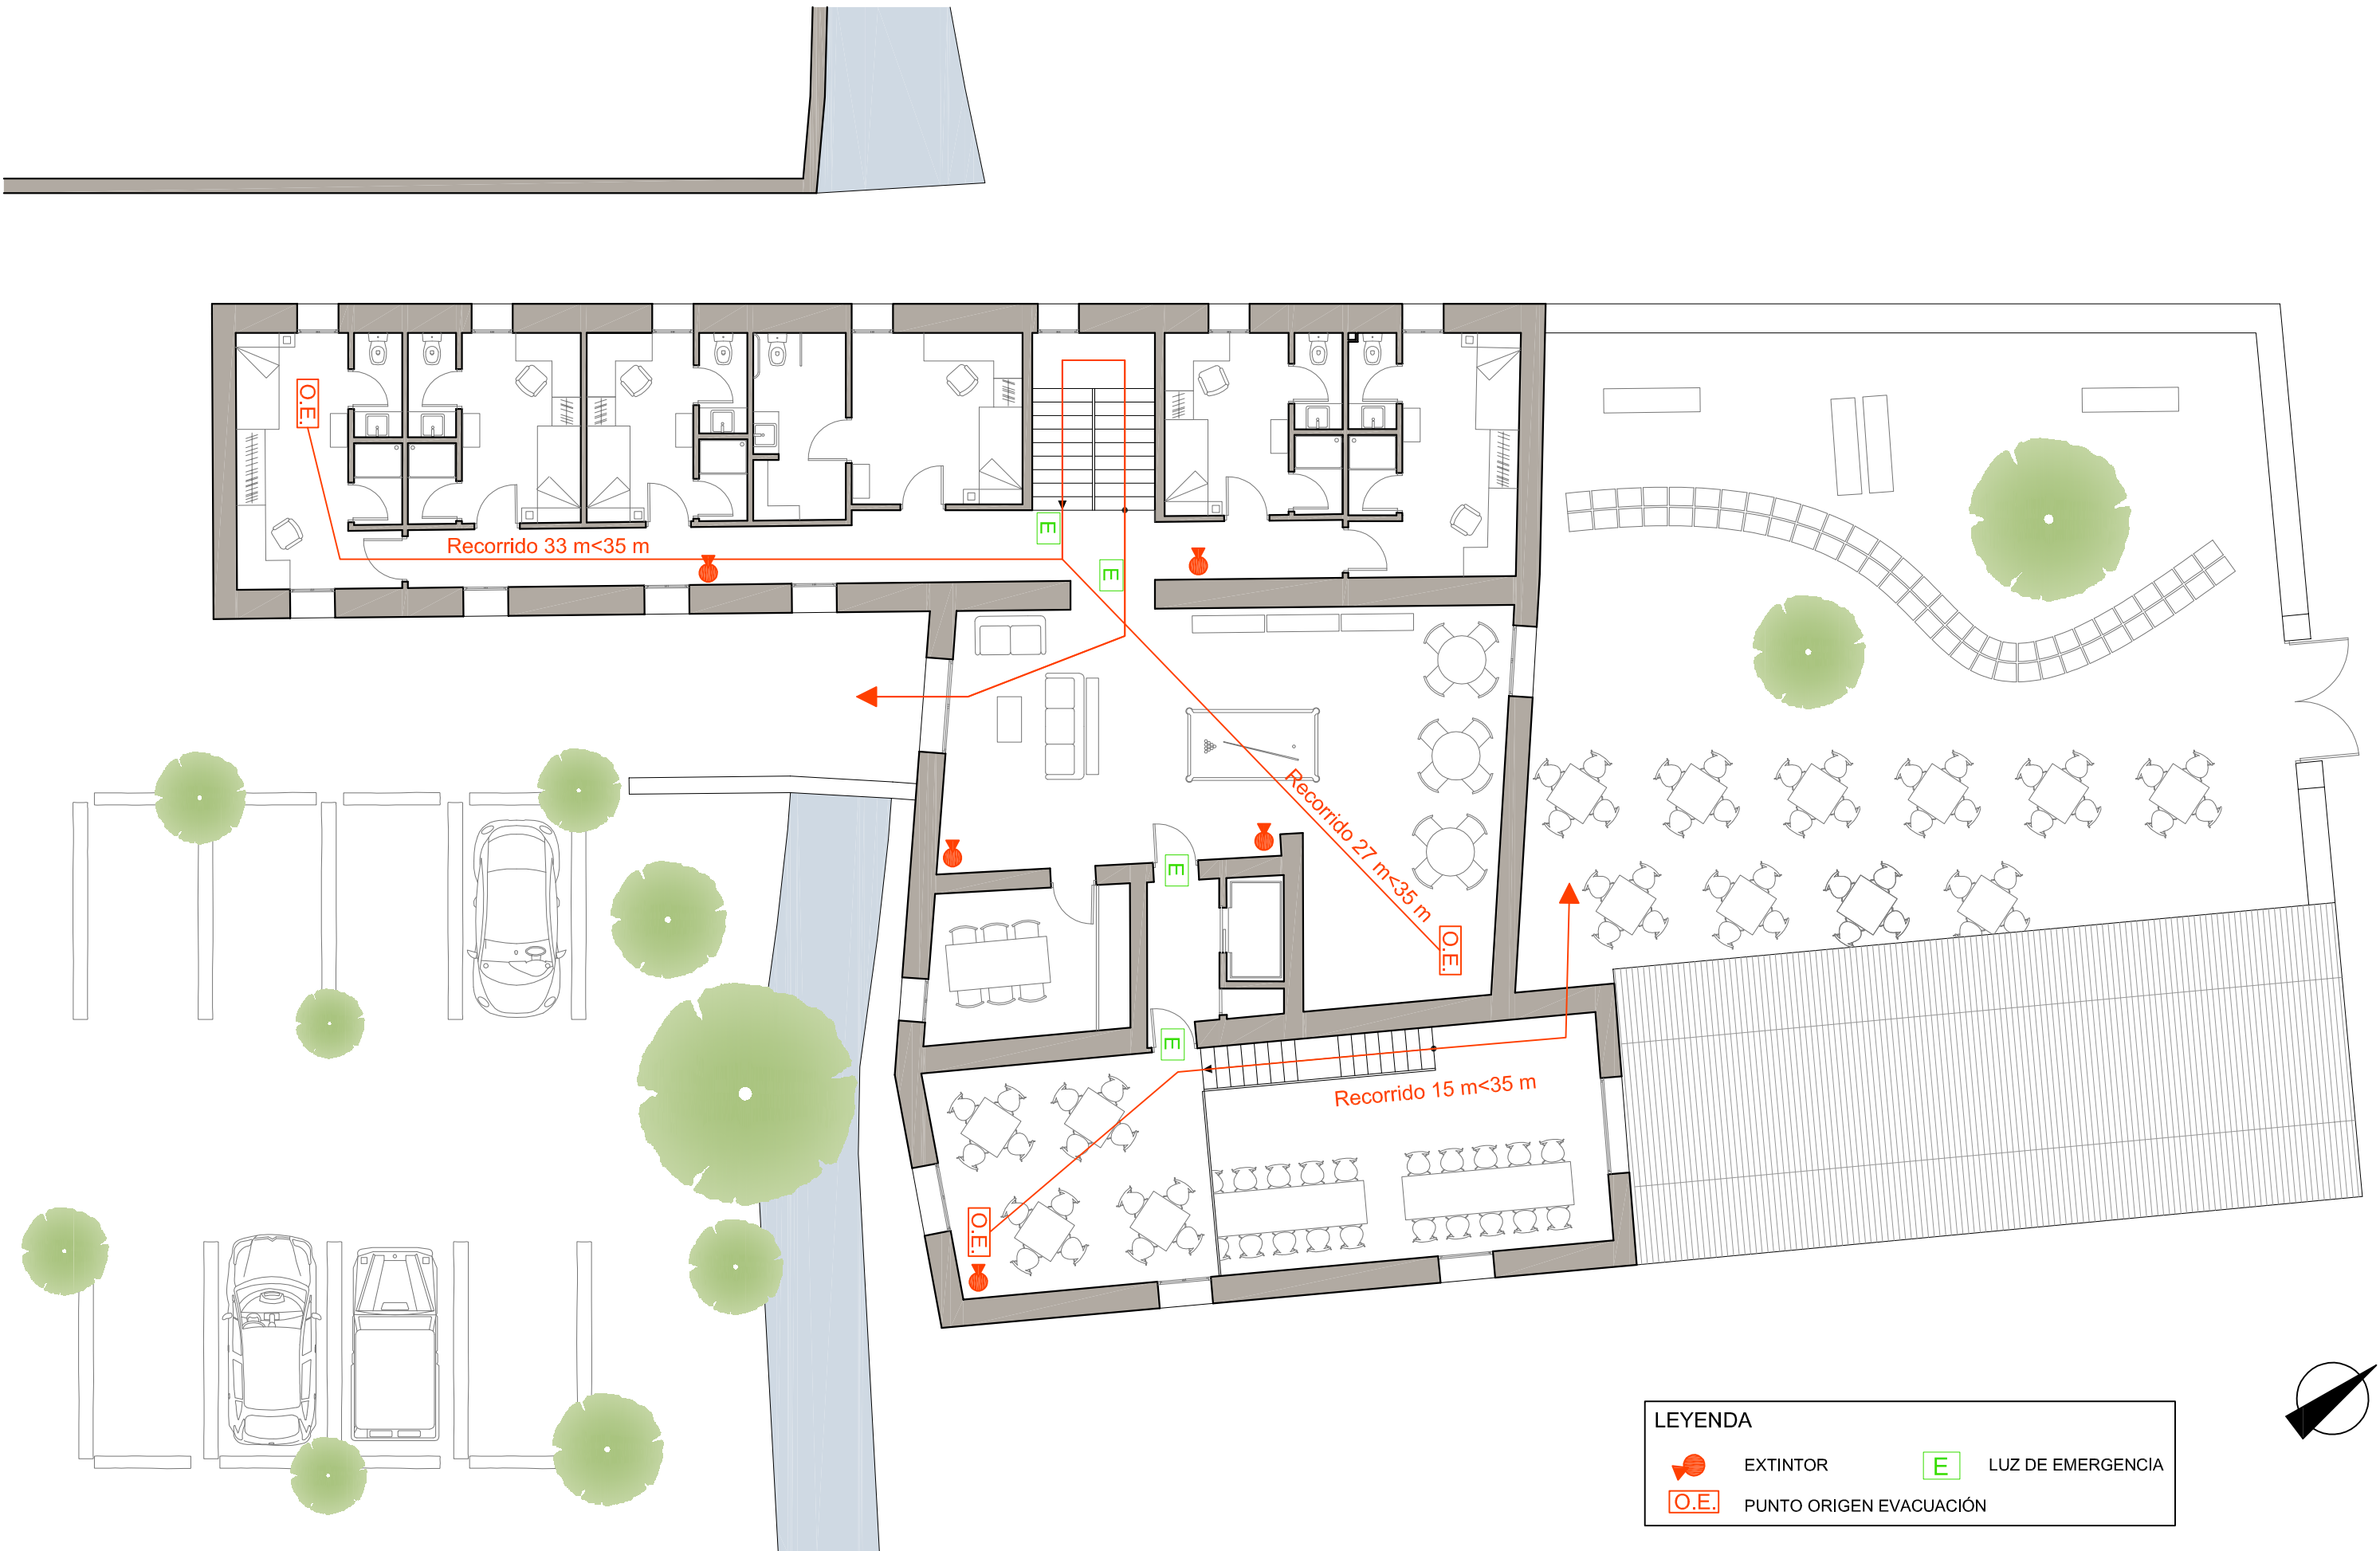 O.E.
Recorrido 33 m<35 m
E
E
Recorrido 27 m<35 m
E
O.E.
E
Recorrido 15 m<35 m
O.E.
LEYENDA
EXTINTOR
E
LUZ DE EMERGENCIA
O.E.
PUNTO ORIGEN EVACUACIÓN